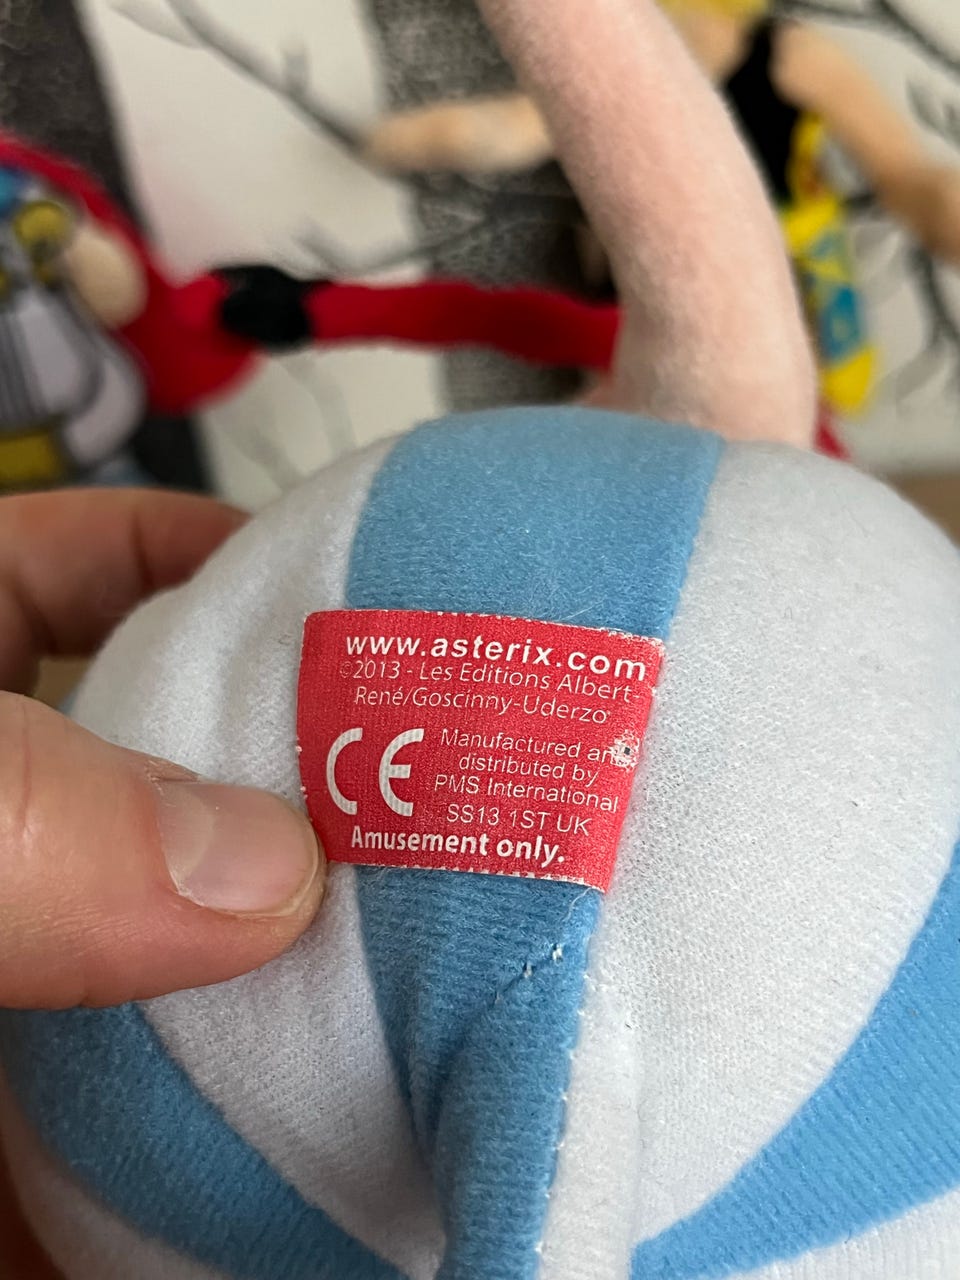 www.asterix.com
©2013 - Les Editions Albert-
René/Goscinny-Uderzo
CE
Manufactured and
distributed by
PMS International
SS13 1ST UK
Amusement only.